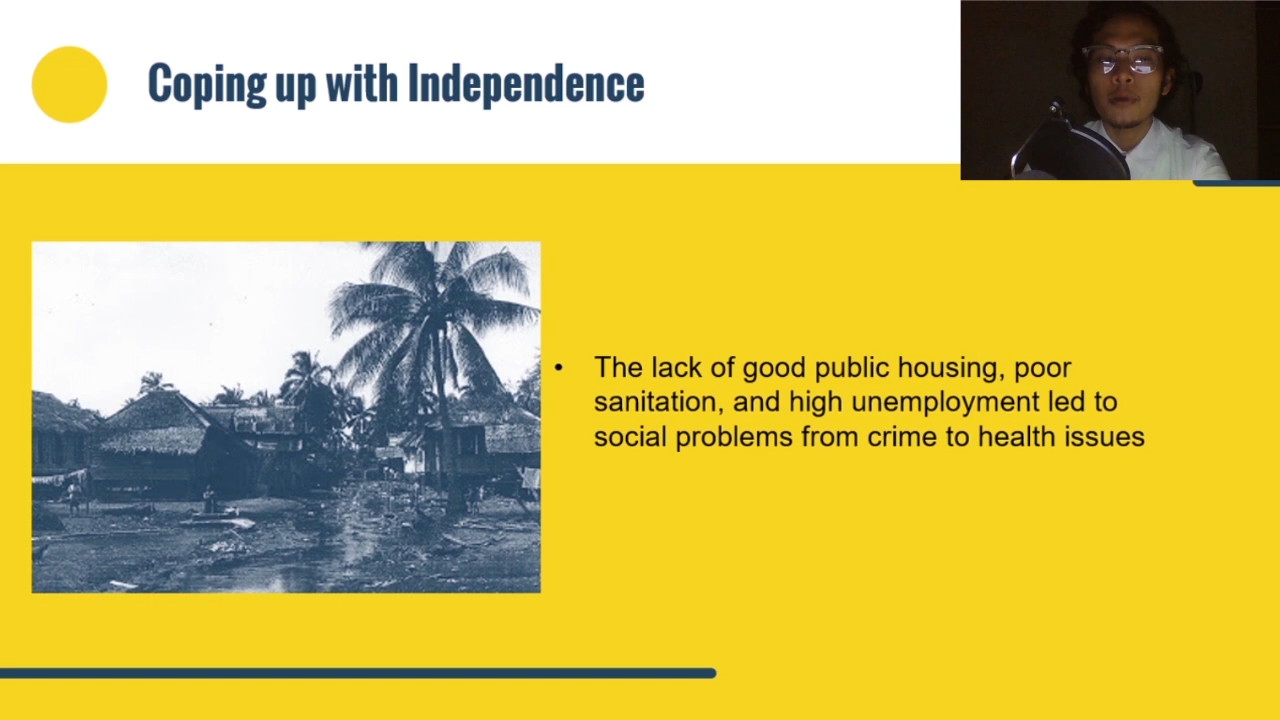 Coping up with Independence
• The lack of good public housing, poor
sanitation, and high unemployment led to
social problems from crime to health issues